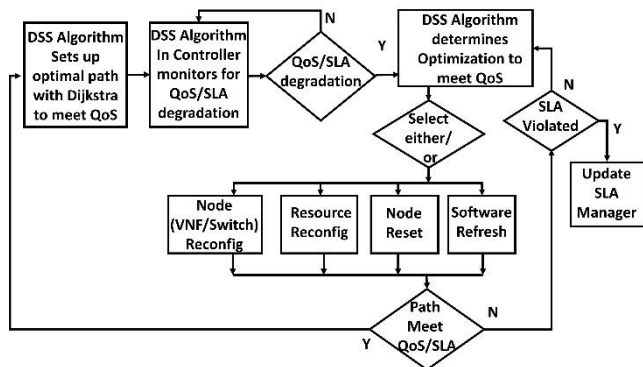 DSS Algorithm
Sets up
optimal path
with Dijkstra
to meet QoS
DSS Algorithm
In Controller
monitors for
QoS/SLA
degradation
N
QoS/SLA
degradation
Y
DSS Algorithm
determines
Optimization to
meet QoS
N
SLA
Violated
Y
Update
SLA
Manager
Select
either/
or
Node
(VNF/Switch)
Reconfig
Resource
Reconfig
Node
Reset
Software
Refresh
Path
Meet
QoS/SLA
Y
N